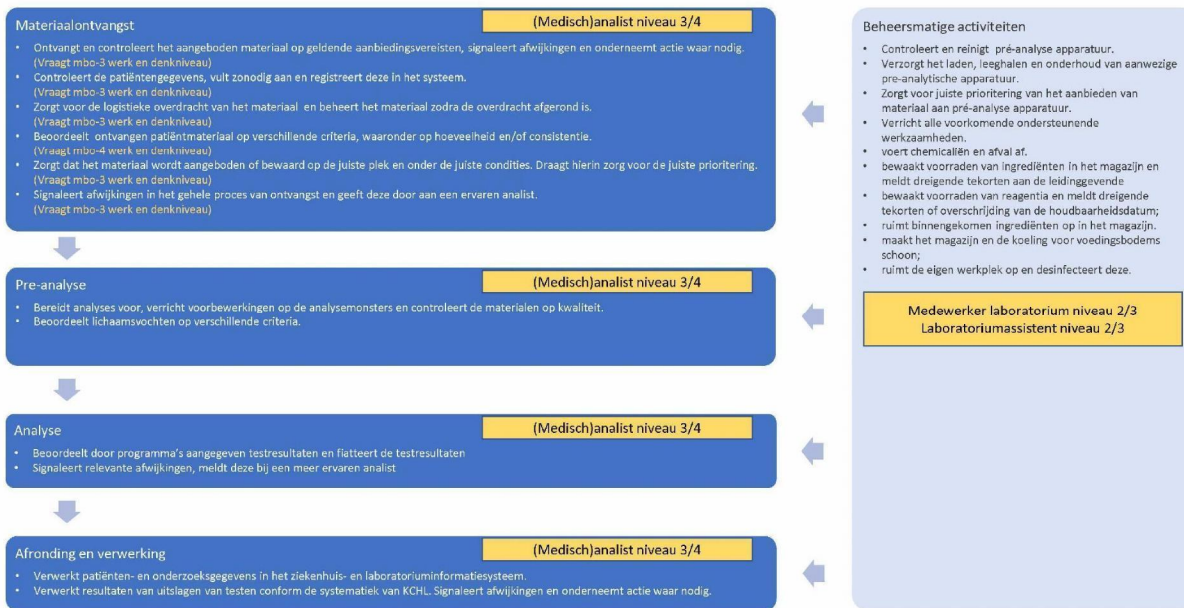 Materiaalontvangst
(Medisch)analist niveau 3/4
• Ontvangt en controleert het aangeboden materiaal op geldende aanbiedingsvereisten, signaleert afwijkingen en onderneemt actie waar nodig.
(Vraagt mbo-3 werk en denkniveau)
• Controleert de patiëntengegevens, vult zonodig aan en registreert deze in het systeem.
(Vraagt mbo-3 werk en denkniveau)
• Zorgt voor de logistieke overdracht van het materiaal en beheert het materiaal zodra de overdracht afgerond is.
(Vraagt mbo-3 werk en denkniveau)
• Beoordeelt ontvangen patiëntmateriaal op verschillende criteria, waaronder op hoeveelheid en/of consistentie.
(Vraagt mbo-4 werk en denkniveau)
• Zorgt dat het materiaal wordt aangeboden of bewaard op de juiste plek en onder de juiste condities. Draagt hierin zorg voor de juiste prioritering.
(Vraagt mbo-3 werk en denkniveau)
• Signaleert afwijkingen in het gehele proces van ontvangst en geeft deze door aan een ervaren analist.
(Vraagt mbo-3 werk en denkniveau)
Pre-analyse
(Medisch)analist niveau 3/4
• Bereidt analyses voor, verricht voorbewerkingen op de analysemonsters en controleert de materialen op kwaliteit.
• Beoordeelt lichaamsvochten op verschillende criteria.
Analyse
(Medisch)analist niveau 3/4
• Beoordeelt door programma's aangegeven testresultaten en fiatteert de testresultaten
• Signaleert relevante afwijkingen, meldt deze bij een meer ervaren analist
Afronding en verwerking
(Medisch)analist niveau 3/4
• Verwerkt patiënten- en onderzoeksgegevens in het ziekenhuis- en laboratoriuminformatiesysteem.
• Verwerkt resultaten van uitslagen van testen conform de systematiek van KCHL. Signaleert afwijkingen en onderneemt actie waar nodig.
Beheersmatige activiteiten
• Controleert en reinigt pré-analyse apparatuur.
• Verzorgt het laden, leeghalen en onderhoud van aanwezige
pre-analytische apparatuur.
• Zorgt voor juiste prioritering van het aanbieden van
materiaal aan pré-analyse apparatuur.
• Verricht alle voorkomende ondersteunende
werkzaamheden.
• voert chemicaliën en afval af.
• bewaakt voorraden van ingrediënten in het magazijn en
meldt dreigende tekorten aan de leidinggevende
• bewaakt voorraden van reagentia en meldt dreigende
tekorten of overschrijding van de houdbaarheidsdatum;
• ruimt binnengekomen ingrediënten op in het magazijn.
• maakt het magazijn en de koeling voor voedingsbodems
schoon;
• ruimt de eigen werkplek op en desinfecteert deze.
Medewerker laboratorium niveau 2/3
Laboratoriumassistent niveau 2/3